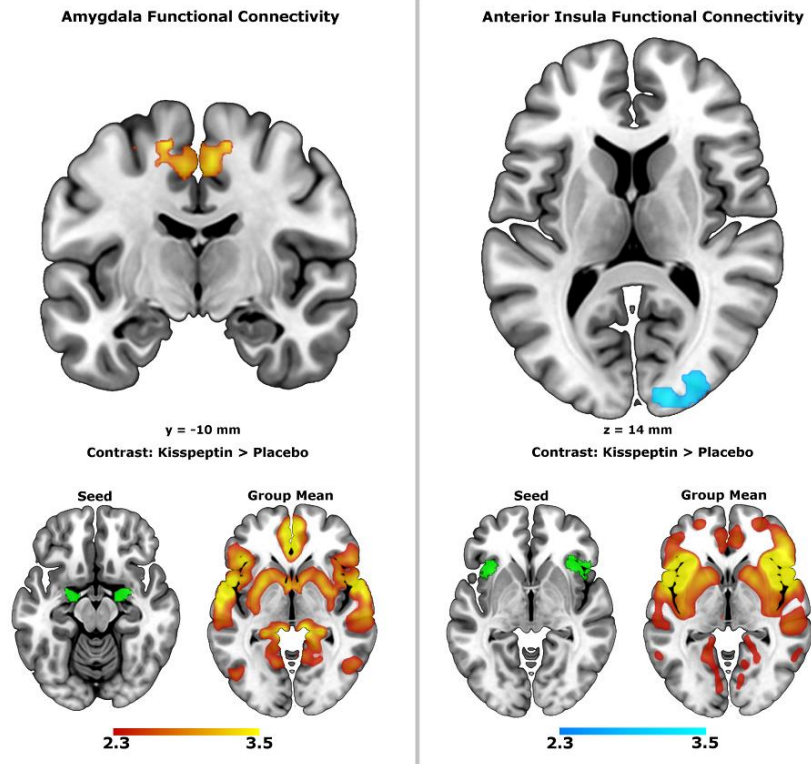 Amygdala Functional Connectivity
y = -10 mm
Contrast: Kisspeptin > Placebo
Seed
Group Mean
2.3
3.5
Anterior Insula Functional Connectivity
z = 14 mm
Contrast: Kisspeptin > Placebo
Seed
Group Mean
2.3
3.5